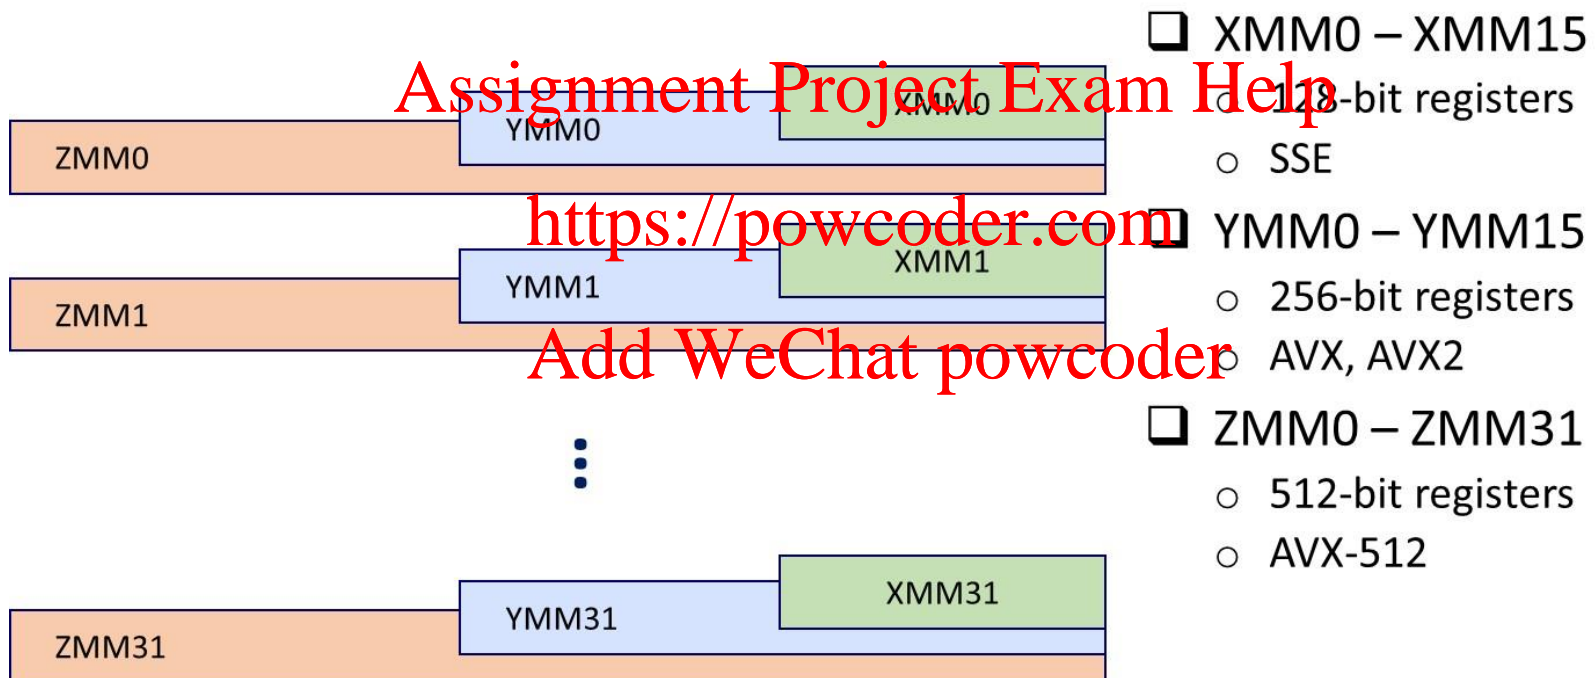 ❑ XMM0 – XMM15
Assignment Project Exam Help
XMM0
○ 128-bit registers
YMM0
ZMM0
○ SSE
https://powcoder.com
❑ YMM0 – YMM15
XMM1
YMM1
○ 256-bit registers
ZMM1
Add WeChat powcoder
○ AVX, AVX2
❑ ZMM0 – ZMM31
⋮
○ 512-bit registers
○ AVX-512
XMM31
YMM31
ZMM31